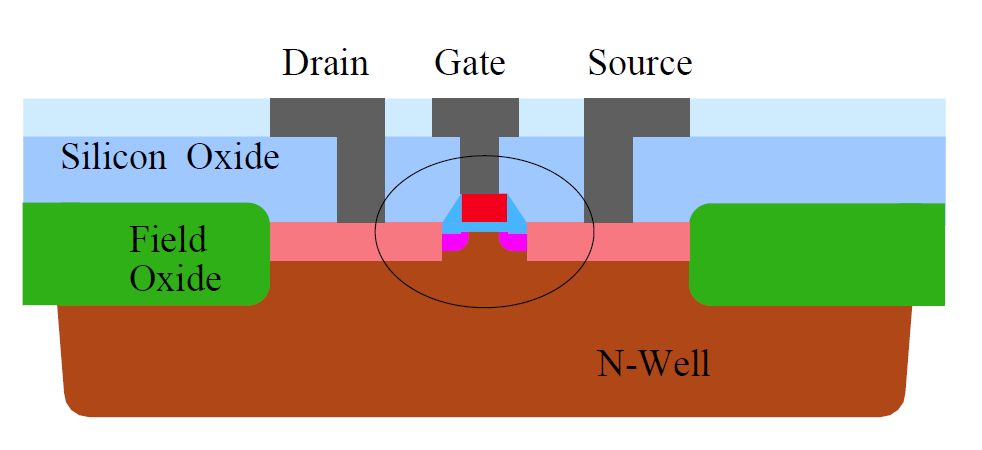 Drain
Gate
Source
Silicon Oxide
Field
Oxide
N-Well